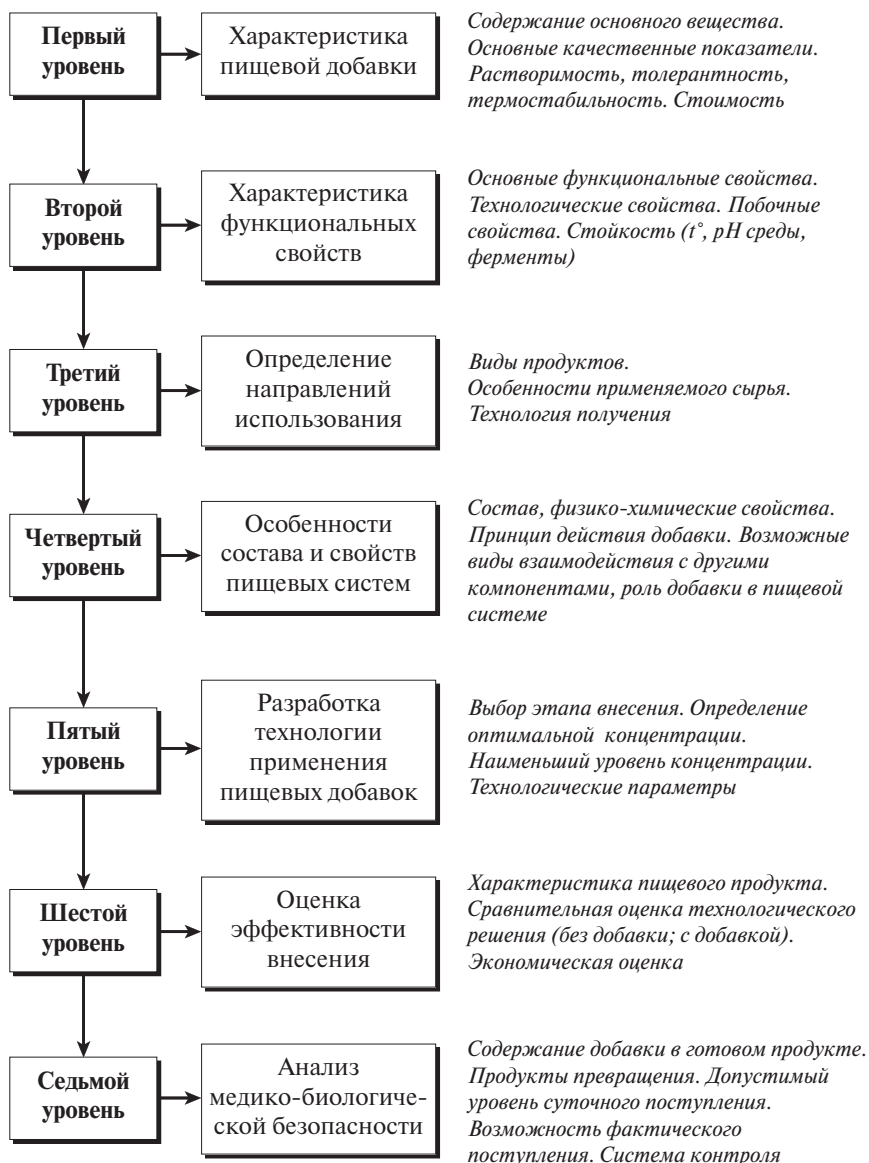 Первый
уровень
Характеристика
пищевой добавки
Содержание основного вещества.
Основные качественные показатели.
Растворимость, толерантность,
термостабильность. Стоимость
Второй
уровень
Характеристика
функциональных
свойств
Основные функциональные свойства.
Технологические свойства. Побочные
свойства. Стойкость (t°, pH среды,
ферменты)
Третий
уровень
Определение
направлений
использования
Виды продуктов.
Особенности применяемого сырья.
Технология получения
Четвертый
уровень
Особенности
состава и свойств
пищевых систем
Состав, физико-химические свойства.
Принцип действия добавки. Возможные
виды взаимодействия с другими
компонентами, роль добавки в пищевой
системе
Пятый
уровень
Разработка
технологии
применения
пищевых добавок
Выбор этапа внесения. Определение
оптимальной концентрации.
Наименьший уровень концентрации.
Технологические параметры
Шестой
уровень
Оценка
эффективности
внесения
Характеристика пищевого продукта.
Сравнительная оценка технологического
решения (без добавки; с добавкой).
Экономическая оценка
Седьмой
уровень
Анализ
медико-биологиче-
ской безопасности
Содержание добавки в готовом продукте.
Продукты превращения. Допустимый
уровень суточного поступления.
Возможность фактического
поступления. Система контроля